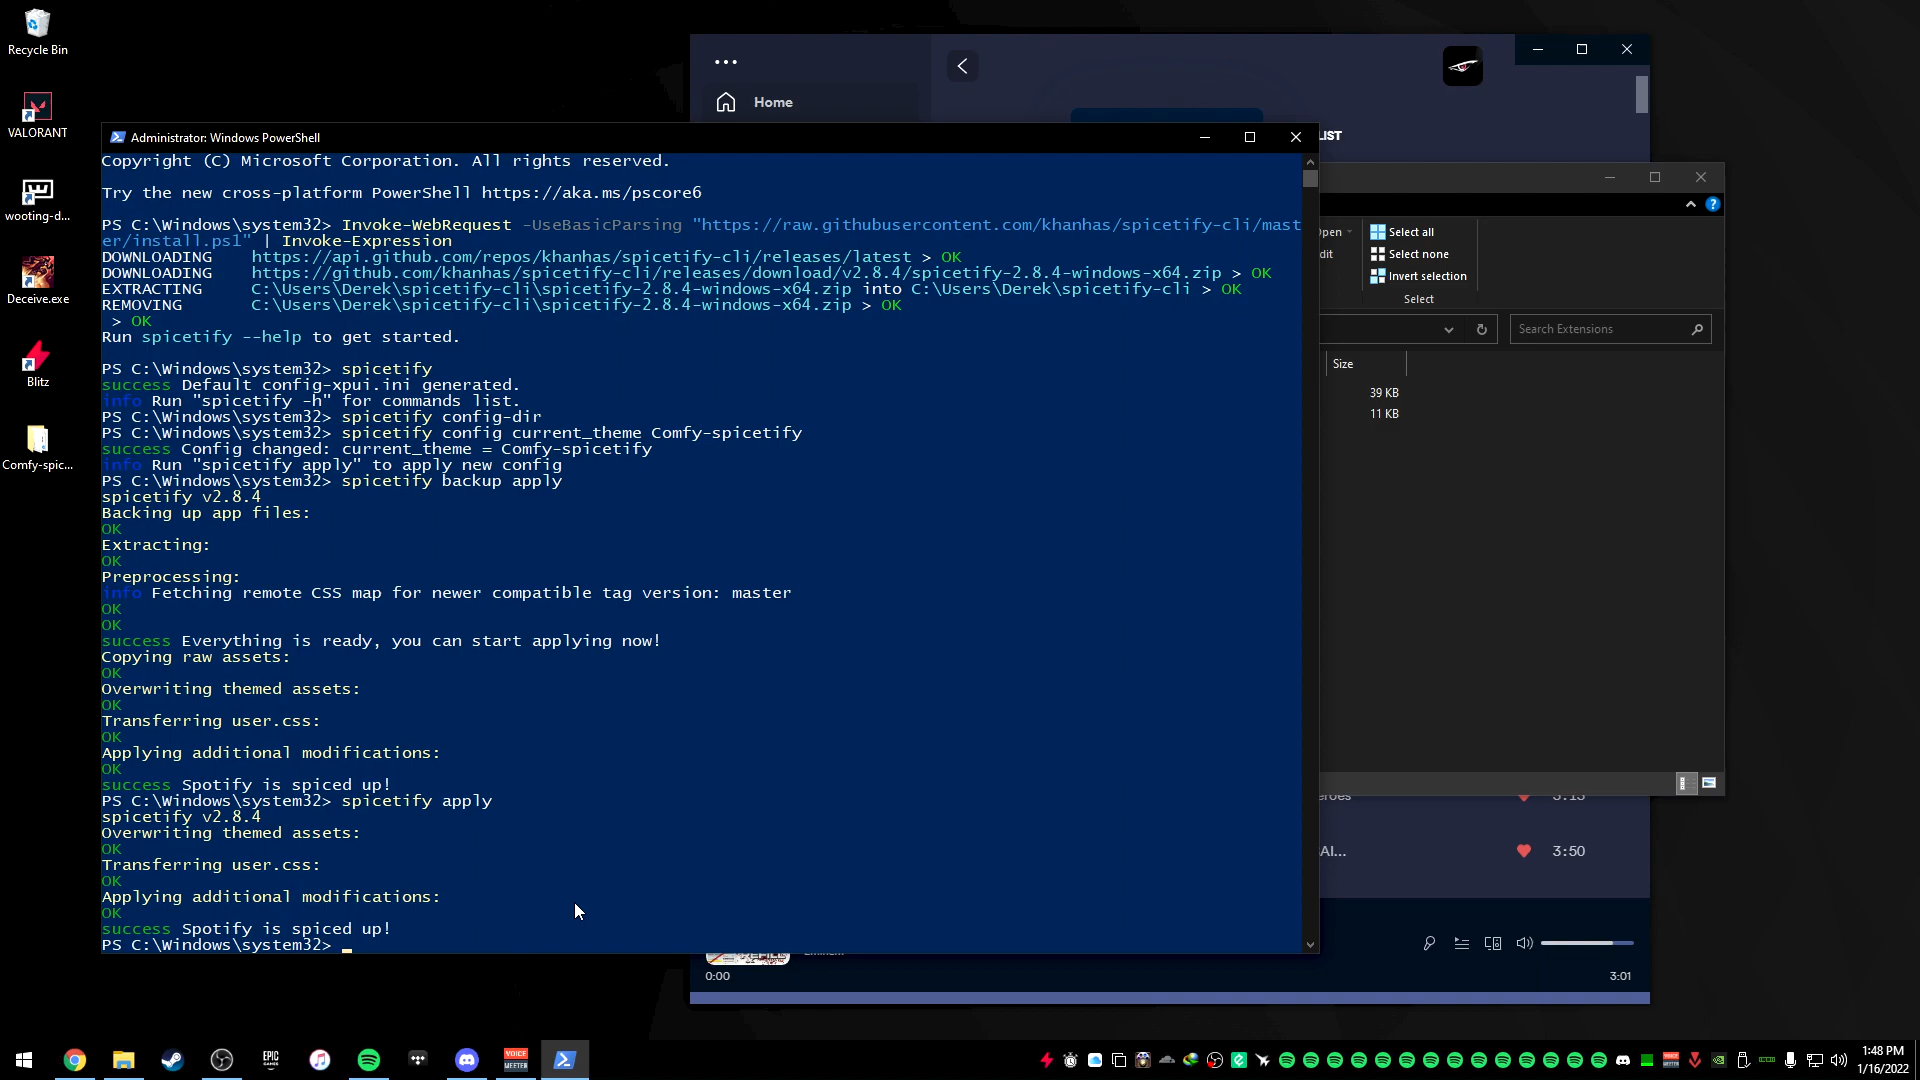 Recycle Bin
VALORANT
wooting-d...
Deceive.exe
Blitz
Comfy-spic...
Home
LIST
Administrator: Windows PowerShell
Copyright (C) Microsoft Corporation. All rights reserved.
Try the new cross-platform PowerShell https://aka.ms/pscore6
PS C:\Windows\system32> Invoke-WebRequest -UseBasicParsing "https://raw.githubusercontent.com/khanhas/spicetify-cli/mast
er/install.ps1" | Invoke-Expression
DOWNLOADING    https://api.github.com/repos/khanhas/spicetify-cli/releases/latest > OK
DOWNLOADING    https://github.com/khanhas/spicetify-cli/releases/download/v2.8.4/spicetify-2.8.4-windows-x64.zip > OK
EXTRACTING     C:\Users\Derek\spicetify-cli\spicetify-2.8.4-windows-x64.zip into C:\Users\Derek\spicetify-cli > OK
REMOVING       C:\Users\Derek\spicetify-cli\spicetify-2.8.4-windows-x64.zip > OK
 > OK
Run spicetify --help to get started.
PS C:\Windows\system32> spicetify
success Default config-xpui.ini generated.
info Run "spicetify -h" for commands list.
PS C:\Windows\system32> spicetify config-dir
PS C:\Windows\system32> spicetify config current_theme Comfy-spicetify
success Config changed: current_theme = Comfy-spicetify
info Run "spicetify apply" to apply new config
PS C:\Windows\system32> spicetify backup apply
spicetify v2.8.4
Backing up app files:
OK
Extracting:
OK
Preprocessing:
info Fetching remote CSS map for newer compatible tag version: master
OK
OK
success Everything is ready, you can start applying now!
Copying raw assets:
OK
Overwriting themed assets:
OK
Transferring user.css:
OK
Applying additional modifications:
OK
success Spotify is spiced up!
PS C:\Windows\system32> spicetify apply
spicetify v2.8.4
Overwriting themed assets:
OK
Transferring user.css:
OK
Applying additional modifications:
OK
success Spotify is spiced up!
PS C:\Windows\system32>
Open
Select all
dit
Select none
Invert selection
Select
Search Extensions
Size
39 KB
11 KB
AI...
3:50
0:00
3:01
EPIC
GAMES
VOICE
MEETER
1:48 PM
1/16/2022